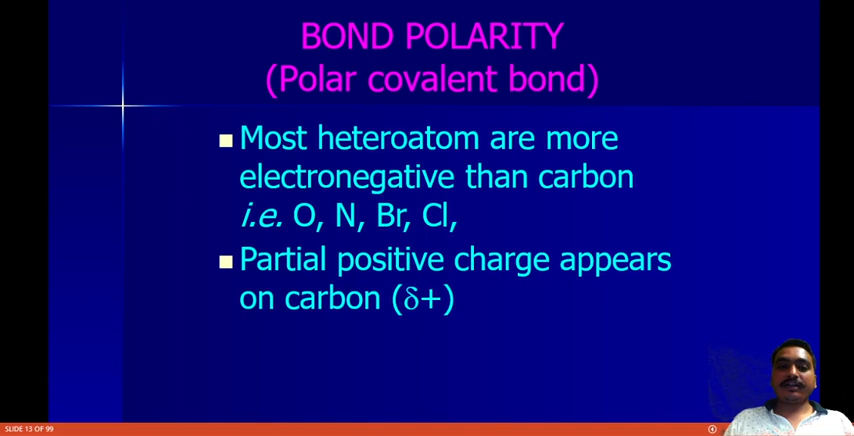 BOND POLARITY
(Polar covalent bond)
Most heteroatom are more
electronegative than carbon
i.e. O, N, Br, Cl,
Partial positive charge appears
on carbon (δ+)
SLIDE 13 OF 99